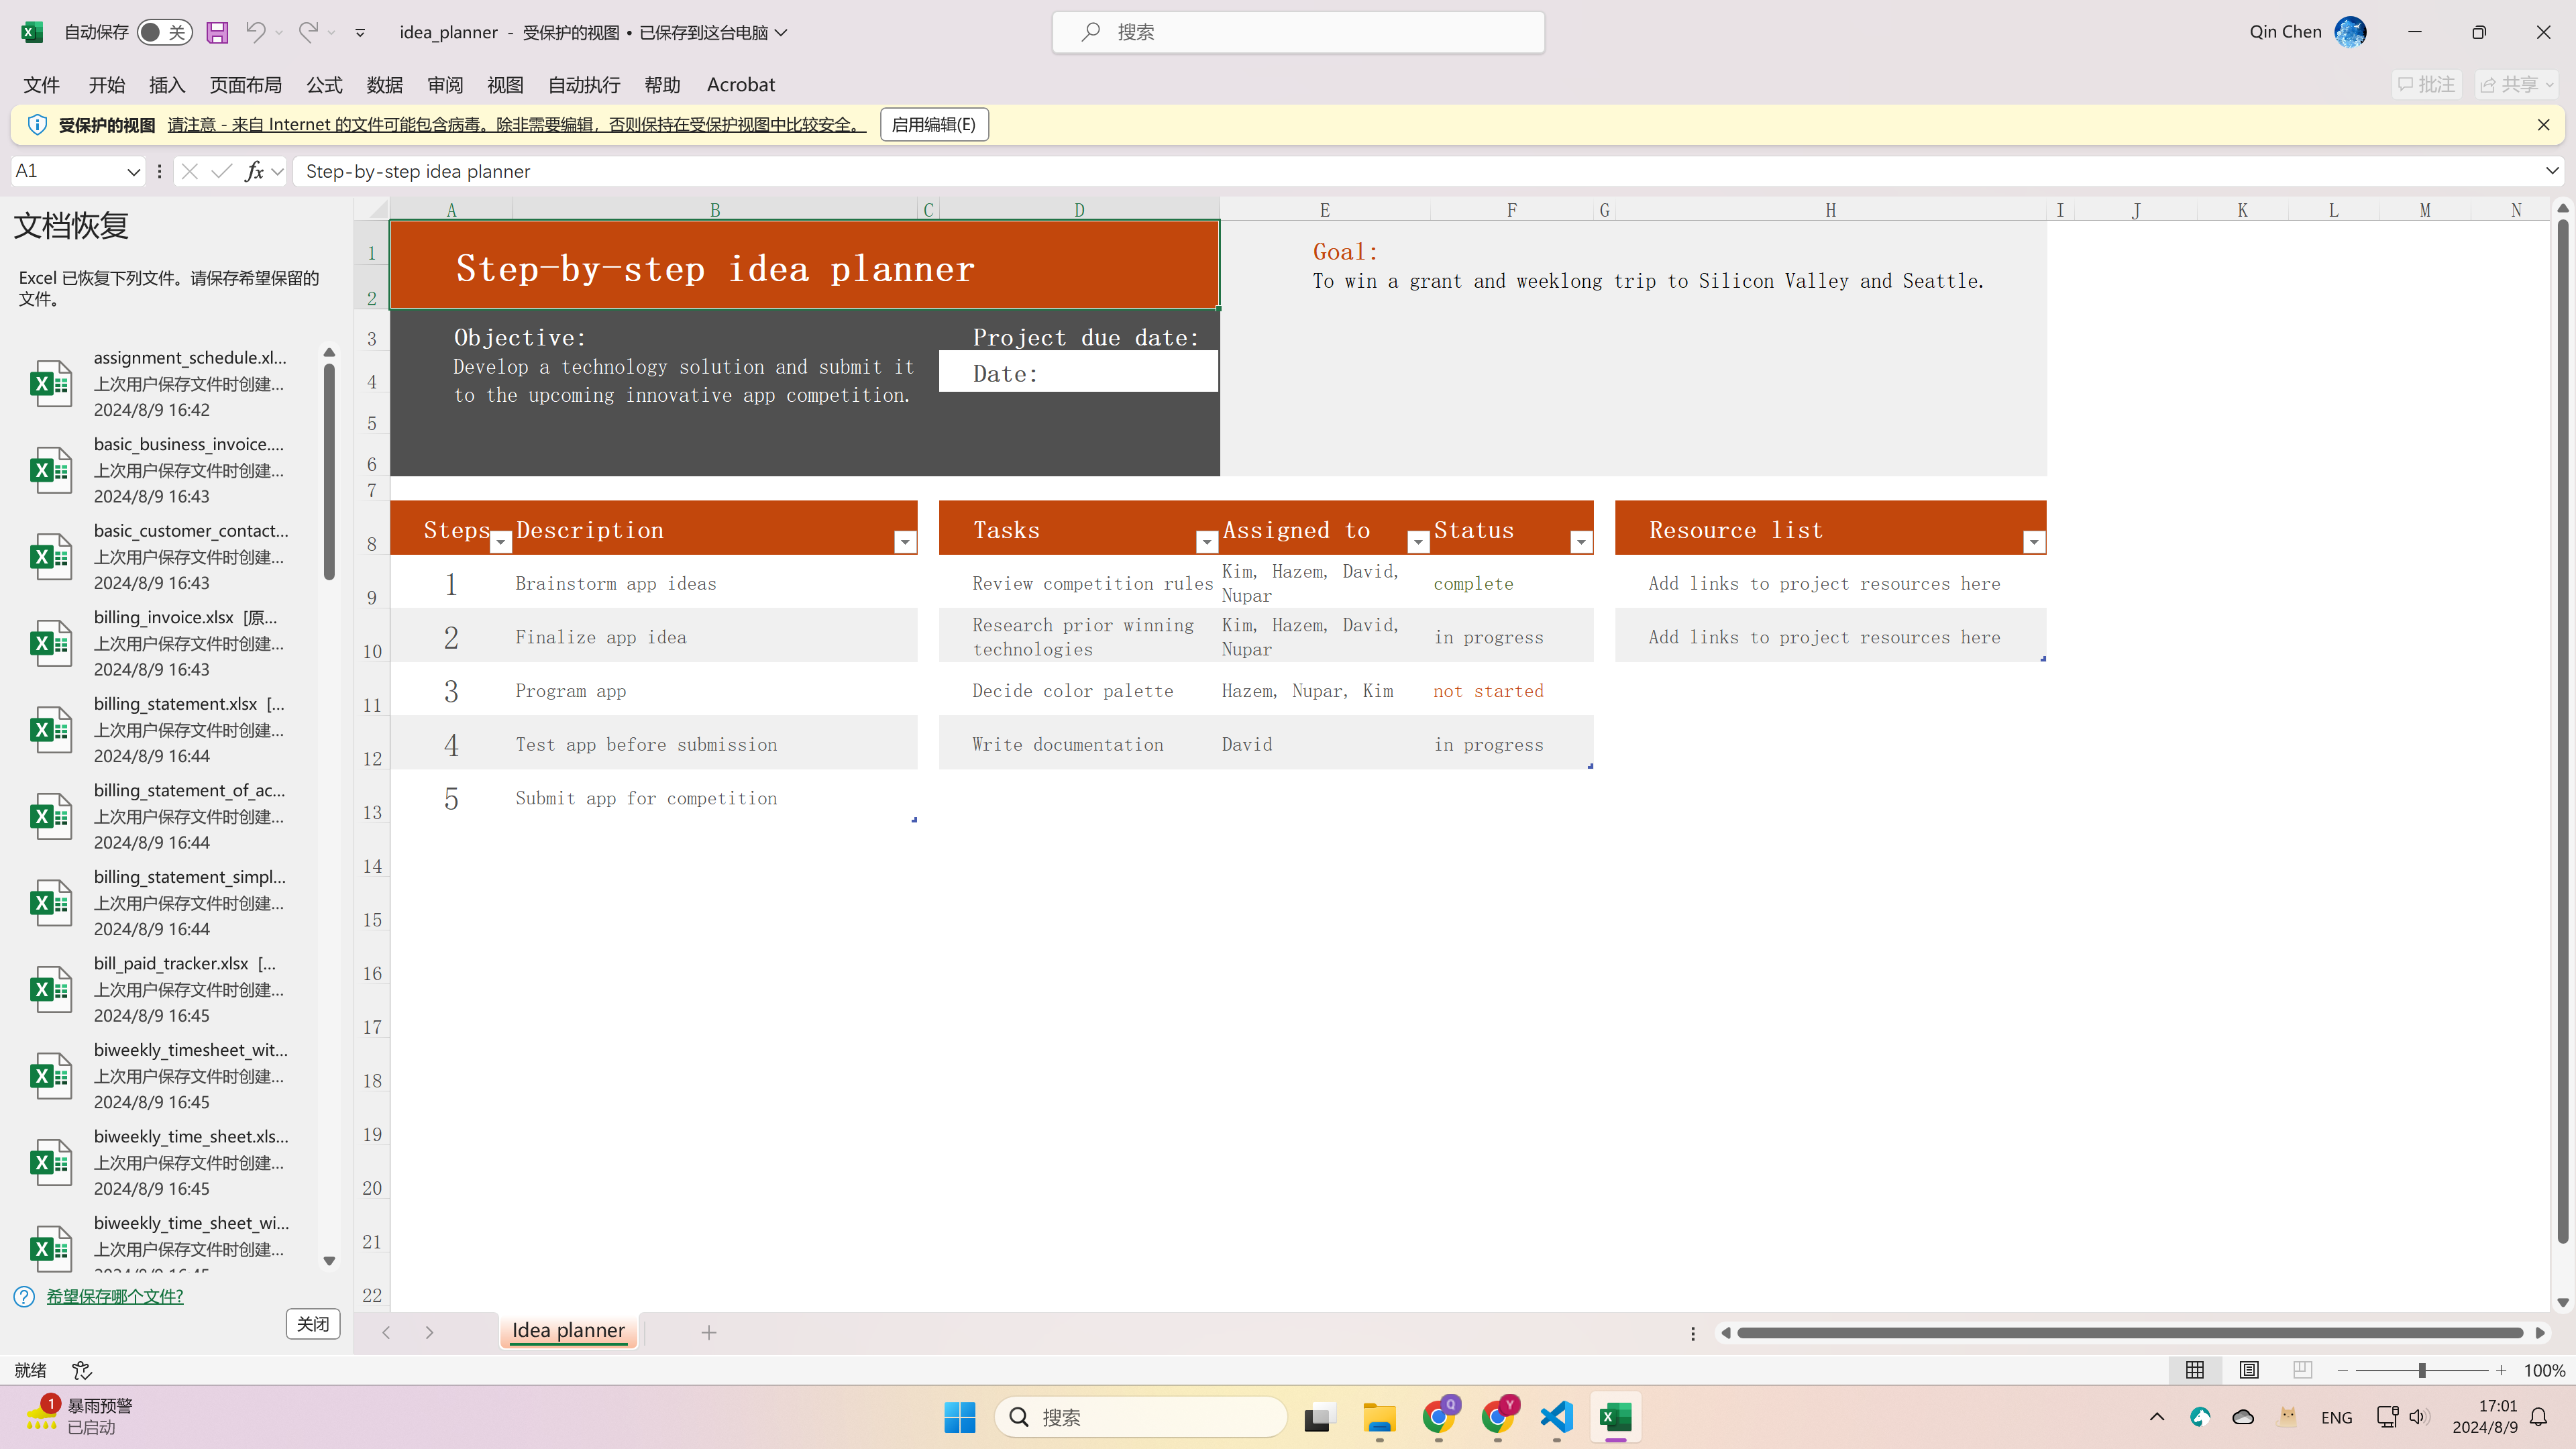 自动保存 关 idea_planner - 受保护的视图 • 已保存到这台电脑 搜索 Qin Chen
文件 开始 插入 页面布局 公式 数据 审阅 视图 自动执行 帮助 Acrobat 批注 共享
受保护的视图 请注意 - 来自 Internet 的文件可能包含病毒。除非需要编辑，否则保持在受保护视图中比较安全。 启用编辑(E)
A1 fx Step-by-step idea planner
文档恢复
Excel 已恢复下列文件。请保存希望保留的
文件。
assignment_schedule.xl...
上次用户保存文件时创建...
2024/8/9 16:42
basic_business_invoice....
上次用户保存文件时创建...
2024/8/9 16:43
basic_customer_contact...
上次用户保存文件时创建...
2024/8/9 16:43
billing_invoice.xlsx [原...
上次用户保存文件时创建...
2024/8/9 16:43
billing_statement.xlsx [...
上次用户保存文件时创建...
2024/8/9 16:44
billing_statement_of_ac...
上次用户保存文件时创建...
2024/8/9 16:44
billing_statement_simpl...
上次用户保存文件时创建...
2024/8/9 16:44
bill_paid_tracker.xlsx [...
上次用户保存文件时创建...
2024/8/9 16:45
biweekly_timesheet_wit...
上次用户保存文件时创建...
2024/8/9 16:45
biweekly_time_sheet.xls...
上次用户保存文件时创建...
2024/8/9 16:45
biweekly_time_sheet_wi...
上次用户保存文件时创建...
2024/8/9 16:45
希望保存哪个文件?
关闭
A B C D E F G H I J K L M N
1
2
3
4
5
6
7
8
9
10
11
12
13
14
15
16
17
18
19
20
21
22
Step-by-step idea planner
Goal:
To win a grant and weeklong trip to Silicon Valley and Seattle.
Objective:
Develop a technology solution and submit it
to the upcoming innovative app competition.
Project due date:
Date:
Steps Description Tasks Assigned to Status Resource list
1 Brainstorm app ideas
2 Finalize app idea
3 Program app
4 Test app before submission
5 Submit app for competition
Review competition rules
Kim, Hazem, David,
Nupar
complete
Research prior winning
technologies
Kim, Hazem, David,
Nupar
in progress
Decide color palette Hazem, Nupar, Kim not started
Write documentation David in progress
Add links to project resources here
Add links to project resources here
Idea planner
就绪 100%
1 暴雨预警
已启动
搜索
Q
Y
ENG
17:01
2024/8/9